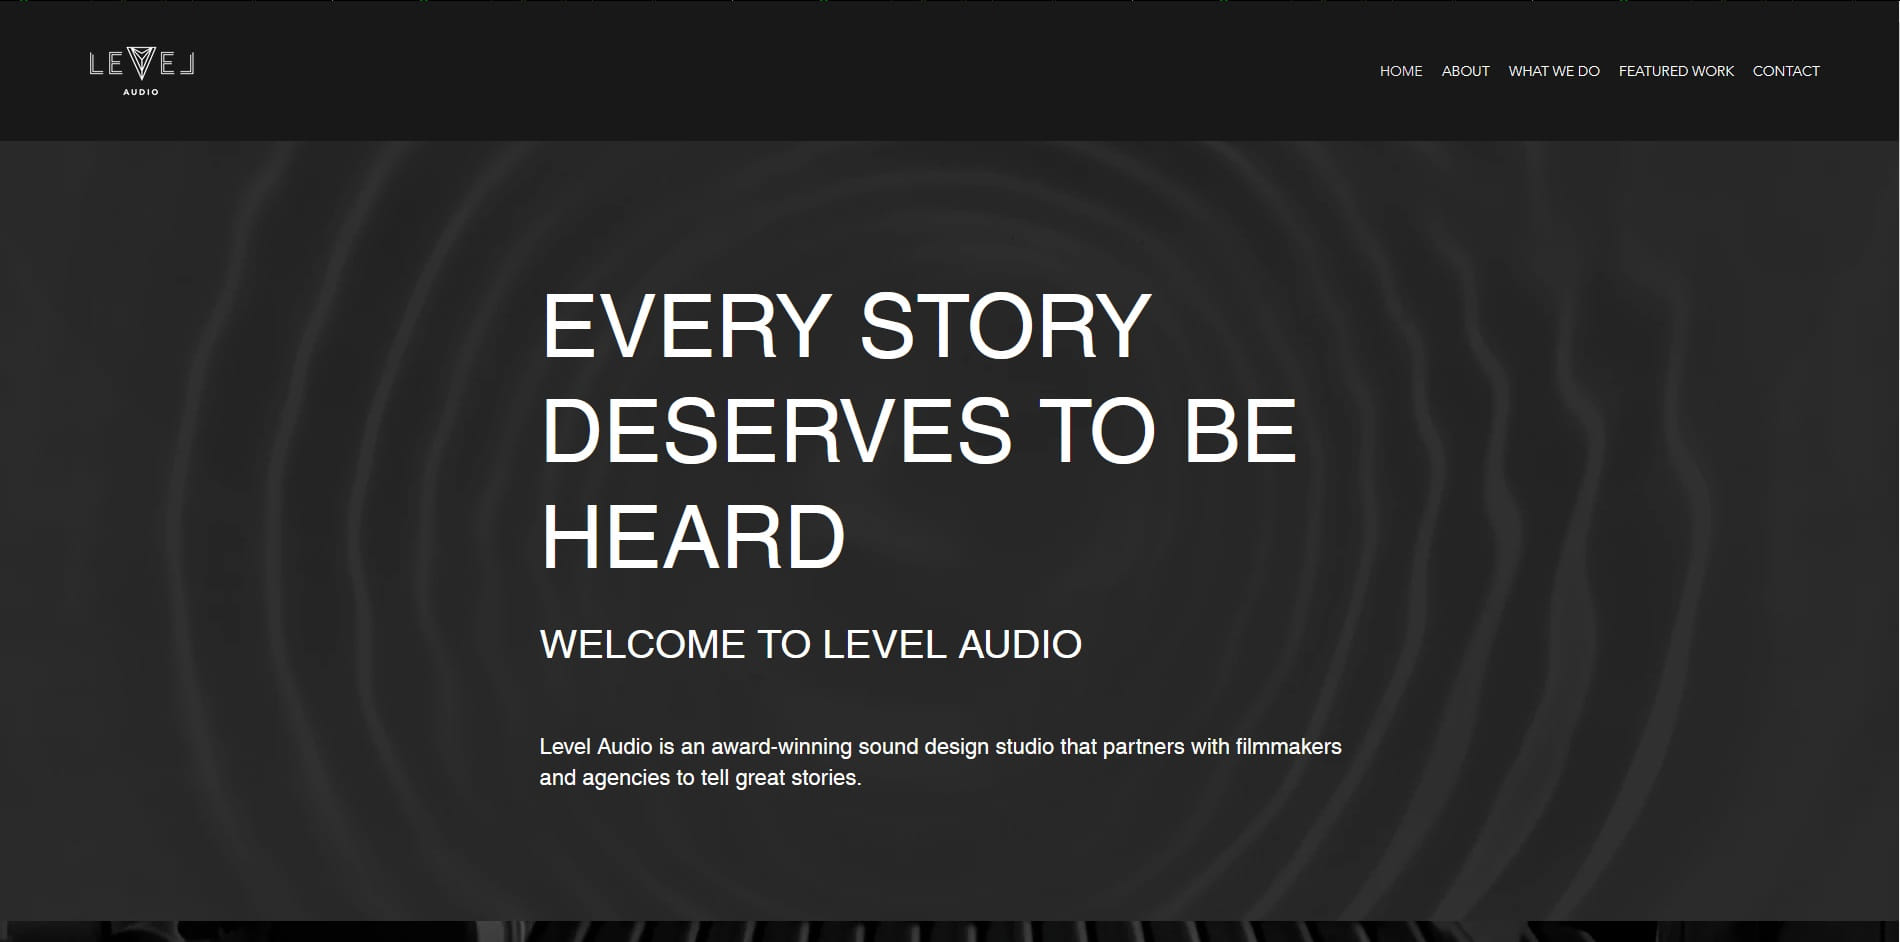 LEVEL
AUDIO
HOME ABOUT WHAT WE DO FEATURED WORK CONTACT
EVERY STORY
DESERVES TO BE
HEARD
WELCOME TO LEVEL AUDIO
Level Audio is an award-winning sound design studio that partners with filmmakers
and agencies to tell great stories.